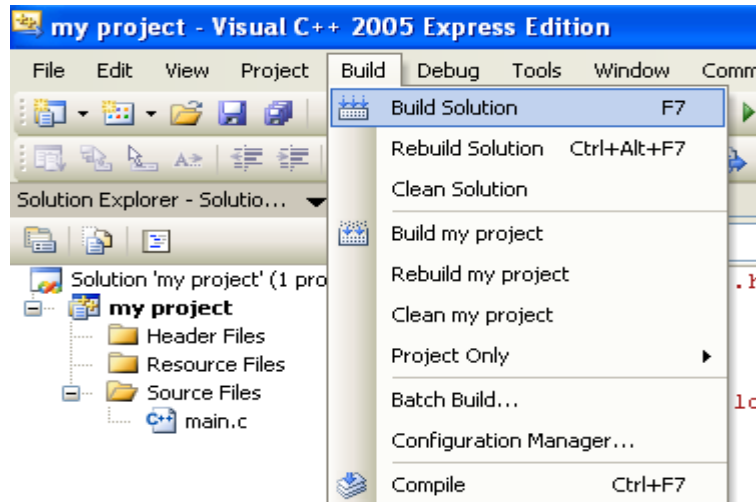 my project - Visual C++ 2005 Express Edition
File Edit View Project Build Debug Tools Window Comm
Build Solution F7
Rebuild Solution Ctrl+Alt+F7
Clean Solution
Build my project
Rebuild my project
Clean my project
Project Only
Batch Build...
Configuration Manager...
Compile Ctrl+F7
Solution Explorer - Solutio...
Solution 'my project' (1 pro
my project
Header Files
Resource Files
Source Files
main.c